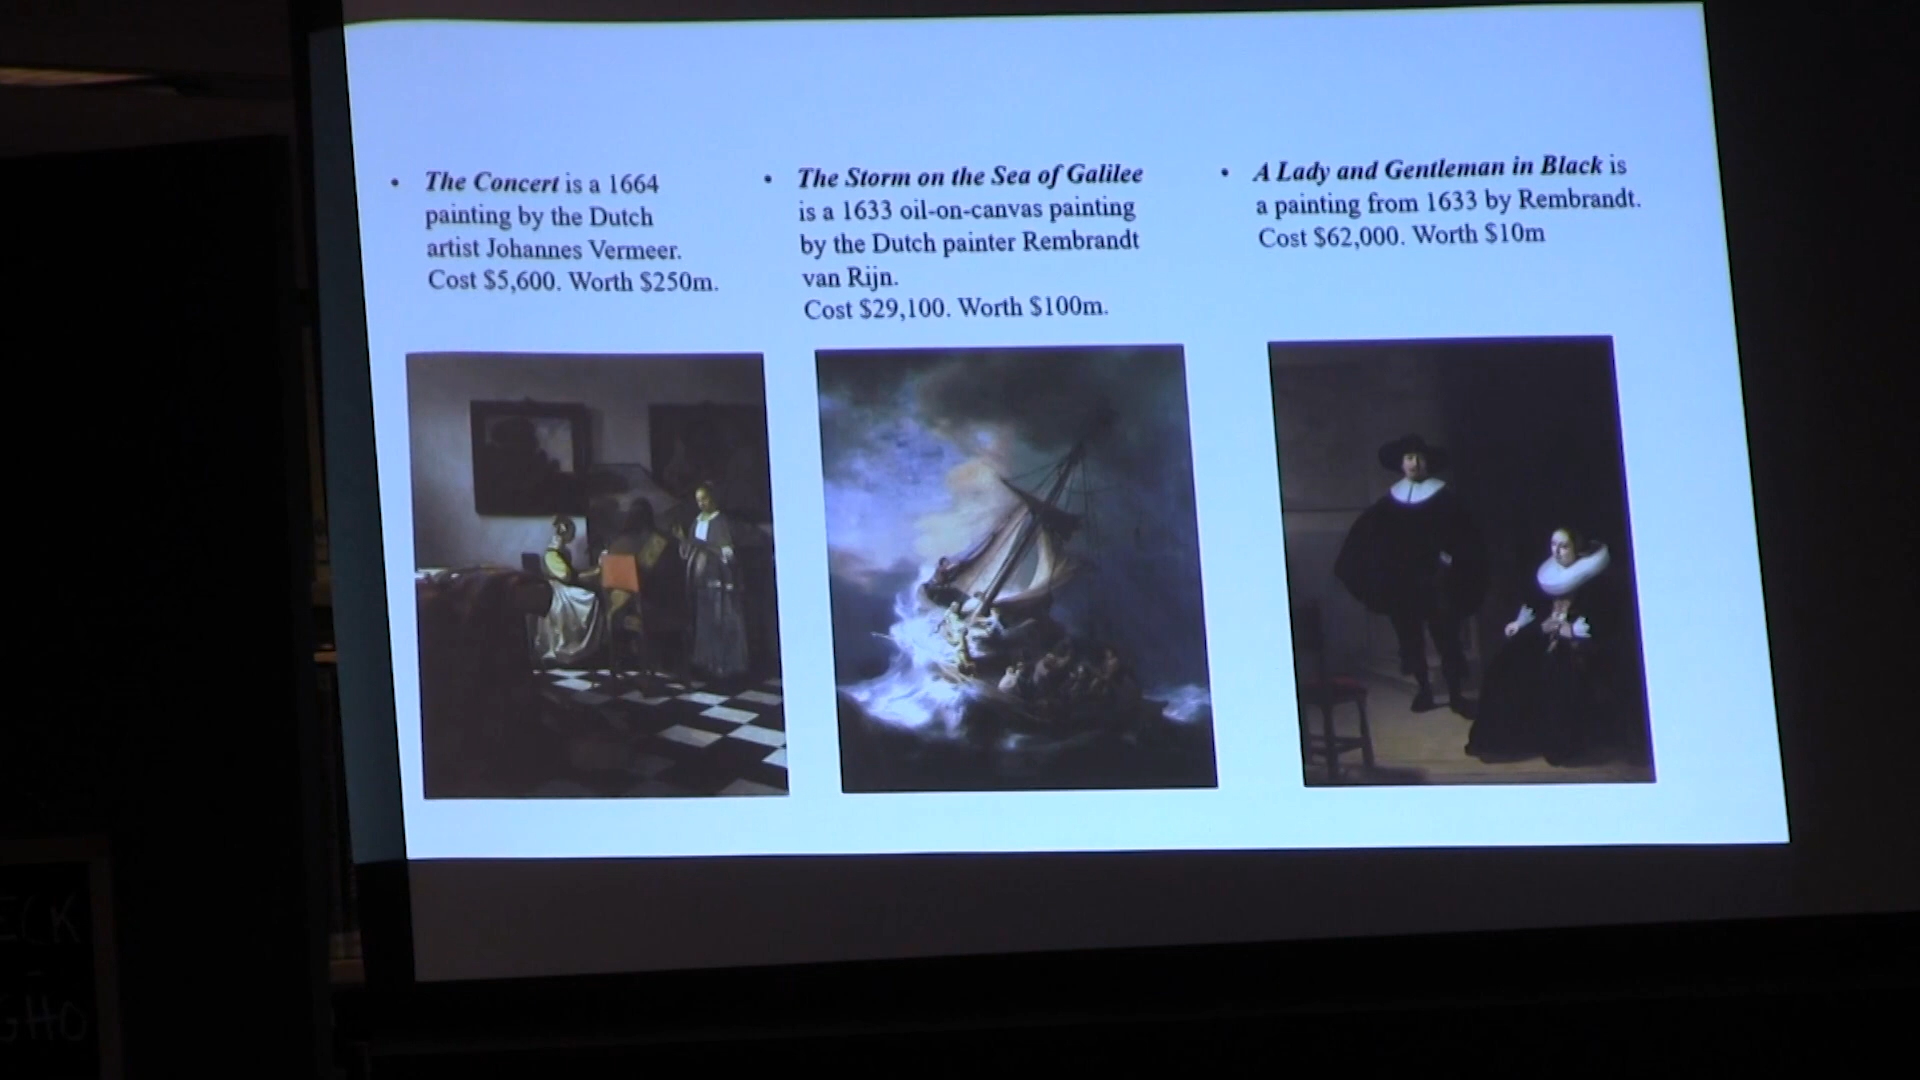 • The Concert is a 1664
painting by the Dutch
artist Johannes Vermeer.
Cost $5,600. Worth $250m.
• The Storm on the Sea of Galilee
is a 1633 oil-on-canvas painting
by the Dutch painter Rembrandt
van Rijn.
Cost $29,100. Worth $100m.
• A Lady and Gentleman in Black is
a painting from 1633 by Rembrandt.
Cost $62,000. Worth $10m
ECK
GHO